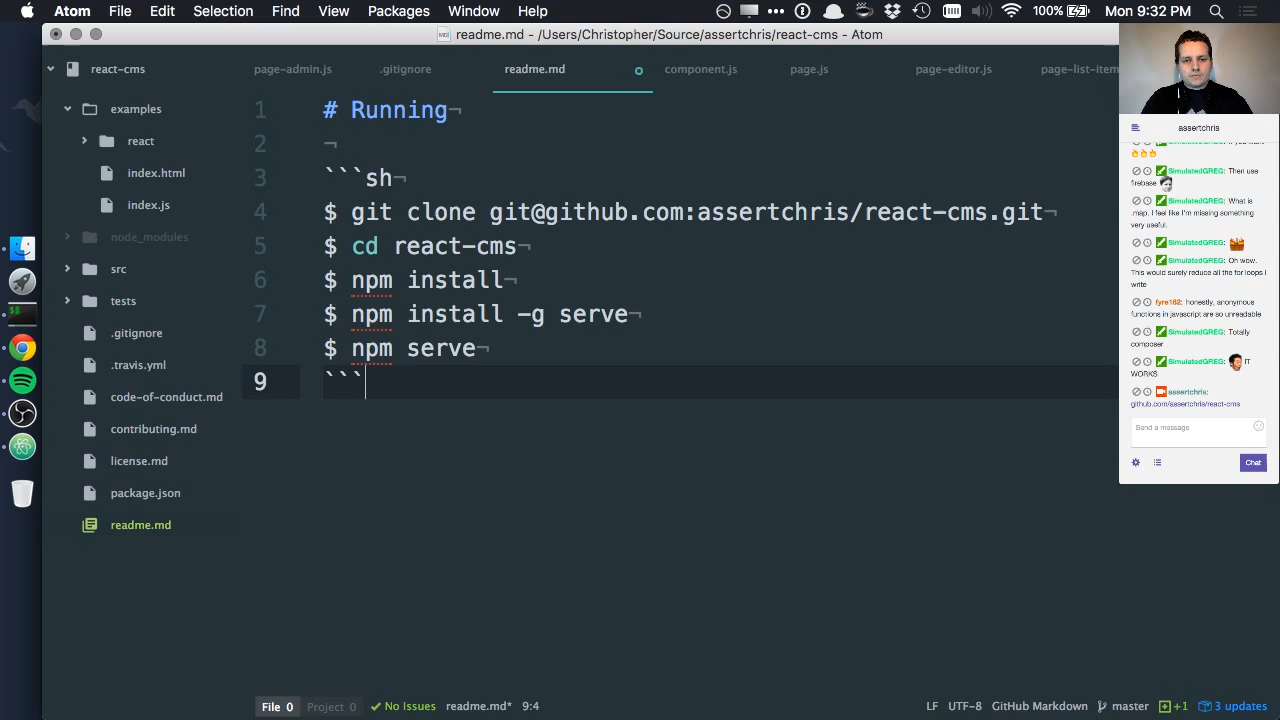 Atom File Edit Selection Find View Packages Window Help 100% Mon 9:32 PM
readme.md - /Users/Christopher/Source/assertchris/react-cms - Atom
react-cms
page-admin.js .gitignore readme.md component.js page.js page-editor.js page-list-item
examples
react
index.html
index.js
node_modules
src
tests
.gitignore
.travis.yml
code-of-conduct.md
contributing.md
license.md
package.json
readme.md
1 # Running¬
2 ¬
3 ```sh¬
4 $ git clone git@github.com:assertchris/react-cms.git¬
5 $ cd react-cms¬
6 $ npm install¬
7 $ npm install -g serve¬
8 $ npm serve¬
9 ```
assertchris
SimulatedGREG: Then use
firebase
SimulatedGREG: What is
.map. I feel like I'm missing something
very useful.
SimulatedGREG:
SimulatedGREG: Oh wow.
This would surely reduce all the for loops I
write
fyre162: honestly, anonymous
functions in javascript are so unreadable
SimulatedGREG: Totally
composer
SimulatedGREG: IT
WORKS
assertchris:
github.com/assertchris/react-cms
Send a message
Chat
File 0 Project 0 No Issues readme.md* 9:4 LF UTF-8 GitHub Markdown master +1 3 updates